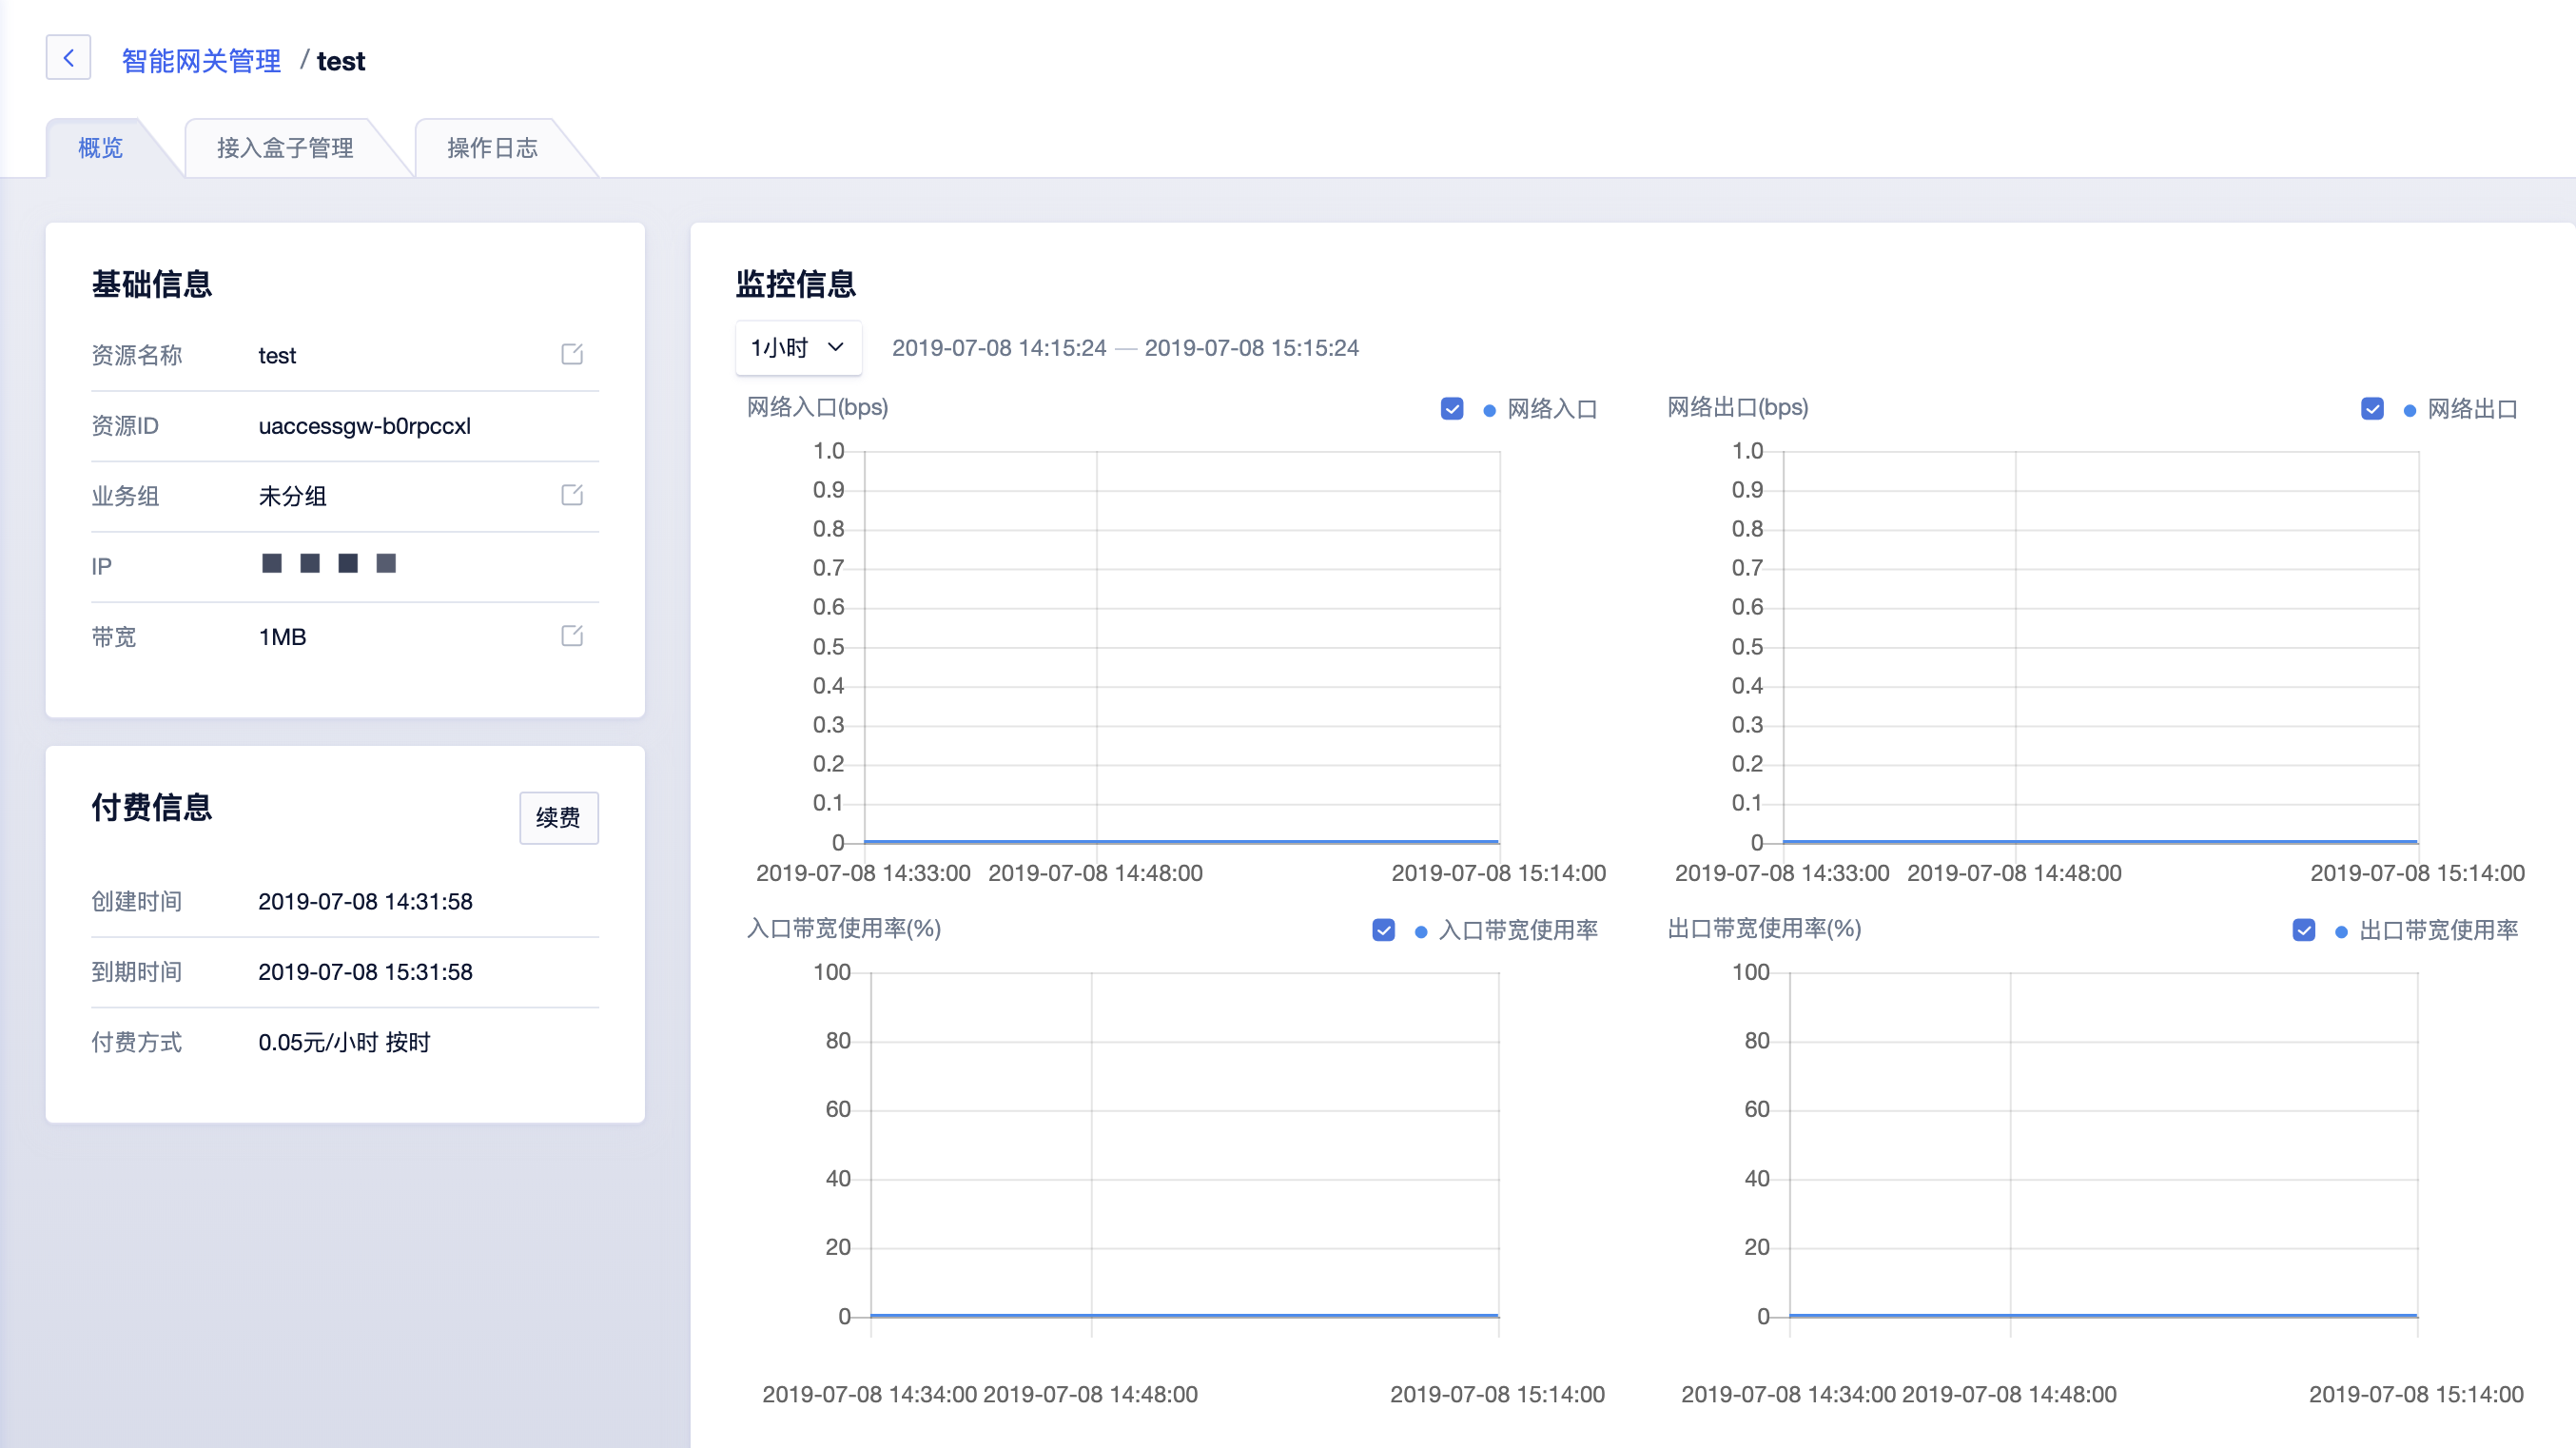 智能网关管理 / test
概览
接入盒子管理
操作日志
基础信息
资源名称 test
资源ID uaccessgw-b0rpccxl
业务组 未分组
IP
带宽 1MB
付费信息
续费
创建时间 2019-07-08 14:31:58
到期时间 2019-07-08 15:31:58
付费方式 0.05元/小时 按时
监控信息
1小时 2019-07-08 14:15:24 — 2019-07-08 15:15:24
网络入口(bps) 网络入口
1.0
0.9
0.8
0.7
0.6
0.5
0.4
0.3
0.2
0.1
0
2019-07-08 14:33:00 2019-07-08 14:48:00 2019-07-08 15:14:00
网络出口(bps) 网络出口
1.0
0.9
0.8
0.7
0.6
0.5
0.4
0.3
0.2
0.1
0
2019-07-08 14:33:00 2019-07-08 14:48:00 2019-07-08 15:14:00
入口带宽使用率(%) 入口带宽使用率
100
80
60
40
20
0
2019-07-08 14:34:00 2019-07-08 14:48:00 2019-07-08 15:14:00
出口带宽使用率(%) 出口带宽使用率
100
80
60
40
20
0
2019-07-08 14:34:00 2019-07-08 14:48:00 2019-07-08 15:14:00